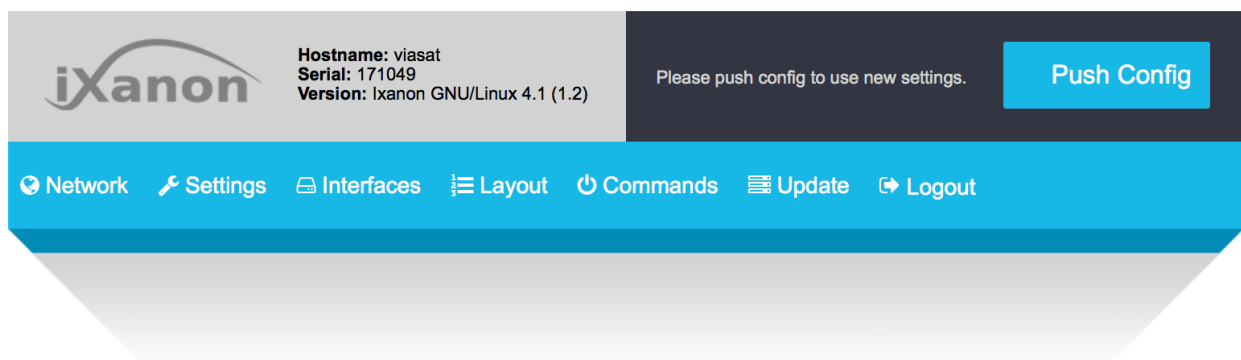 iXanon
Hostname: viasat
Serial: 171049
Version: Ixanon GNU/Linux 4.1 (1.2)
Please push config to use new settings.
Push Config
Network Settings Interfaces Layout Commands Update Logout